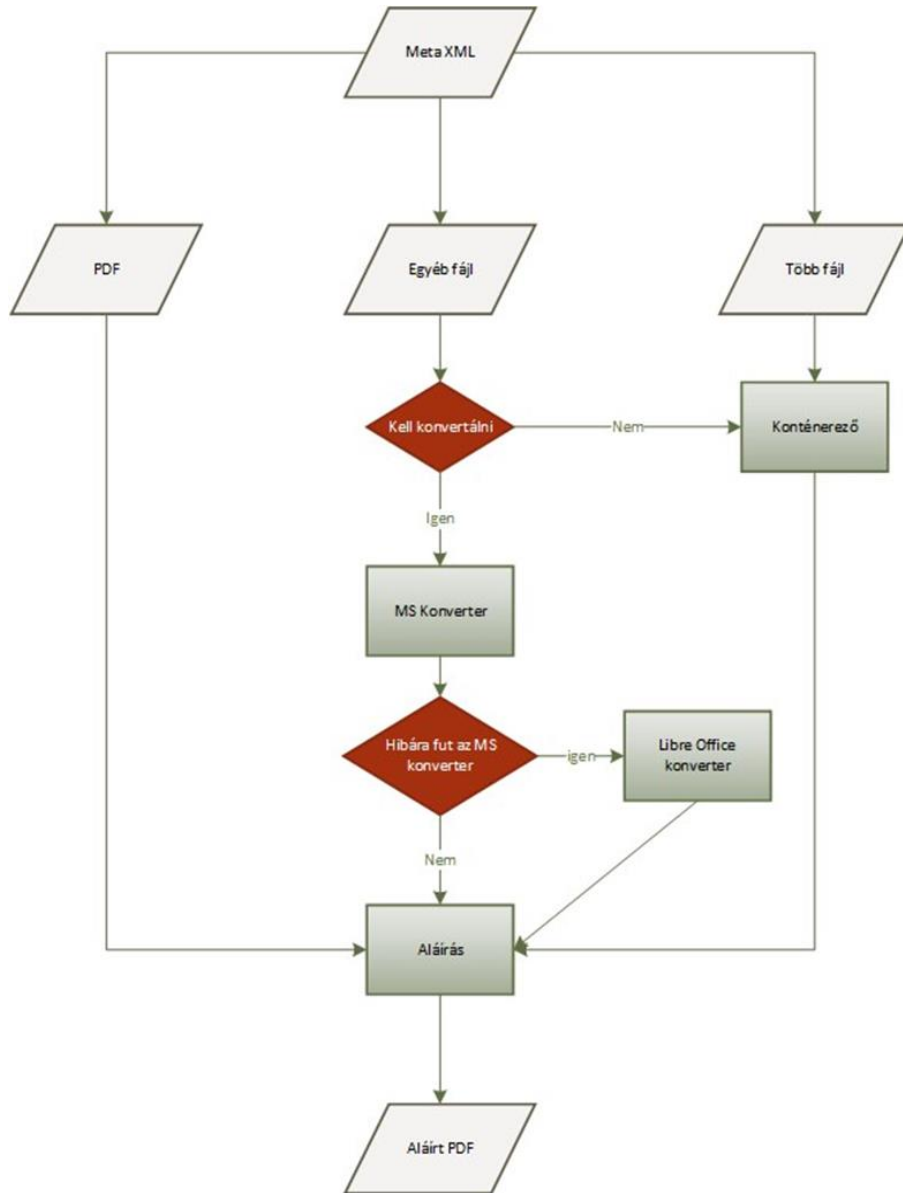 Meta XML
PDF
Egyéb fájl
Több fájl
Kell konvertálni
Nem
Konténerező
Igen
MS Konverter
Hibára fut az MS
konverter
igen
Libre Office
konverter
Nem
Aláírás
Aláírt PDF